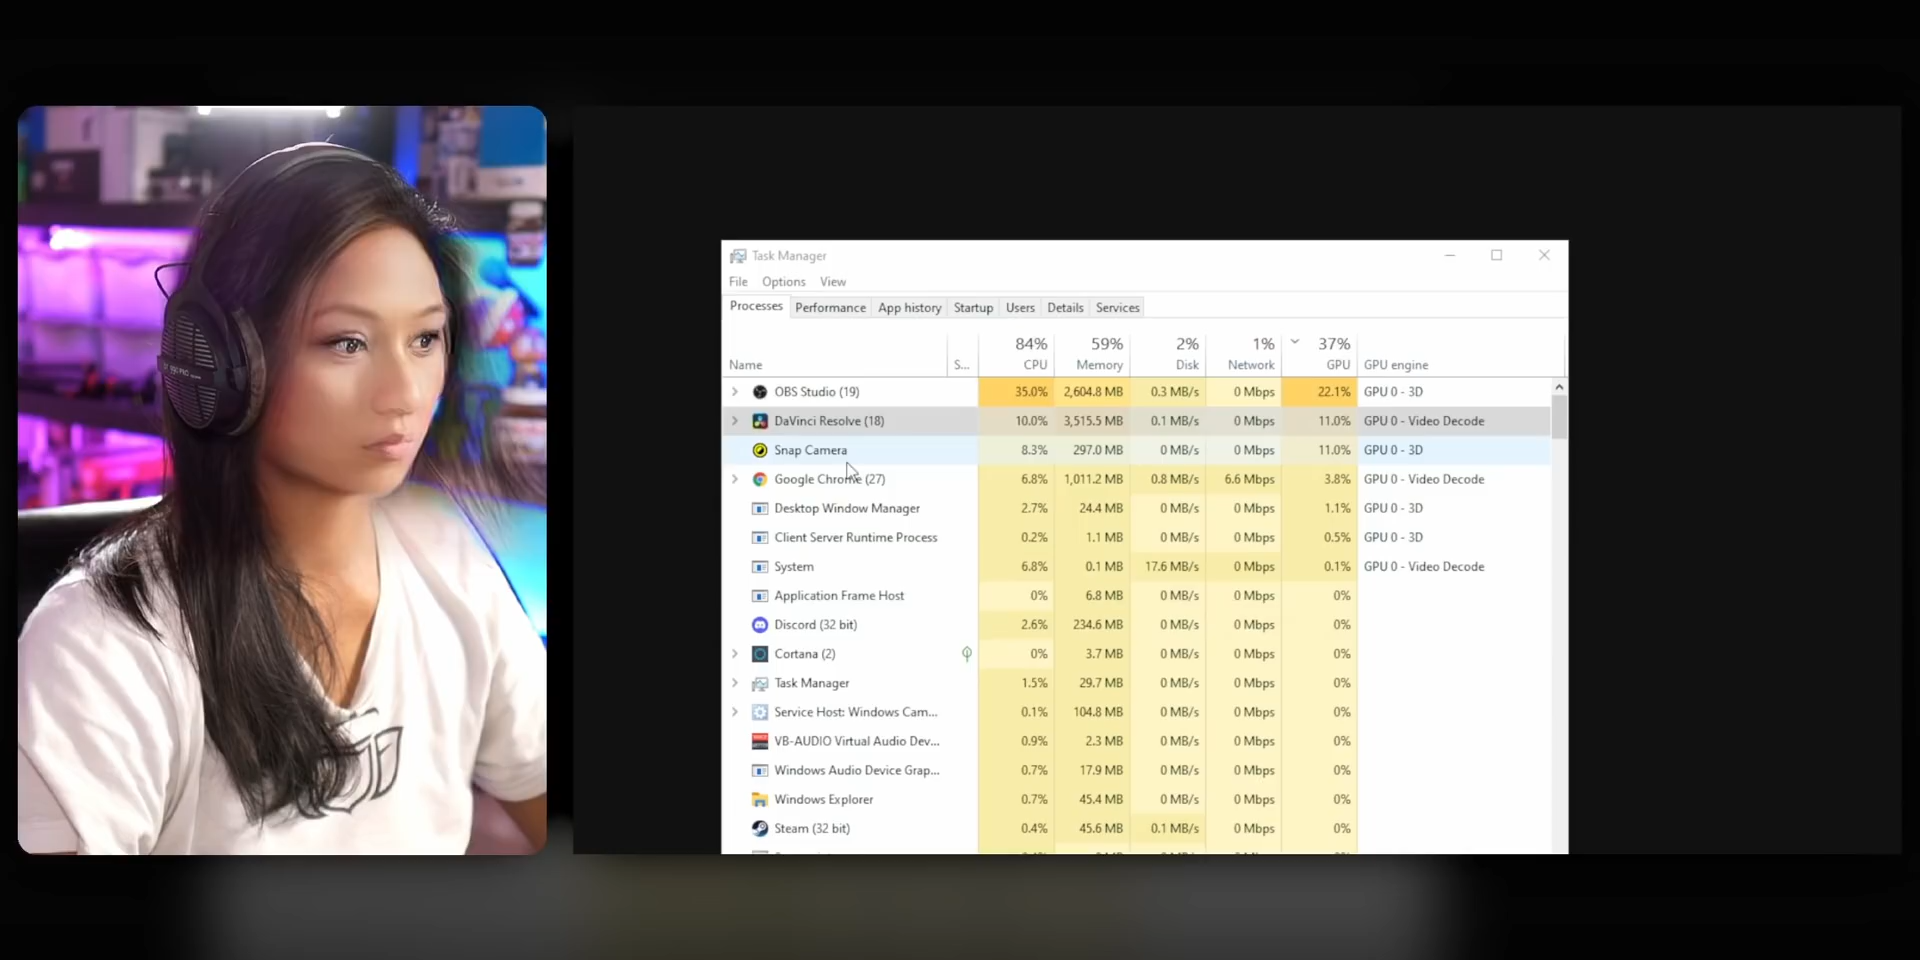 Task Manager
File Options View
Processes Performance App history Startup Users Details Services
84% 59% 2% 1% 37%
Name S... CPU Memory Disk Network GPU GPU engine
OBS Studio (19) 35.0% 2,604.8 MB 0.3 MB/s 0 Mbps 22.1% GPU 0 - 3D
DaVinci Resolve (18) 10.0% 3,515.5 MB 0.1 MB/s 0 Mbps 11.0% GPU 0 - Video Decode
Snap Camera 8.3% 297.0 MB 0 MB/s 0 Mbps 11.0% GPU 0 - 3D
Google Chrome (27) 6.8% 1,011.2 MB 0.8 MB/s 6.6 Mbps 3.8% GPU 0 - Video Decode
Desktop Window Manager 2.7% 24.4 MB 0 MB/s 0 Mbps 1.1% GPU 0 - 3D
Client Server Runtime Process 0.2% 1.1 MB 0 MB/s 0 Mbps 0.5% GPU 0 - 3D
System 6.8% 0.1 MB 17.6 MB/s 0 Mbps 0.1% GPU 0 - Video Decode
Application Frame Host 0% 6.8 MB 0 MB/s 0 Mbps 0%
Discord (32 bit) 2.6% 234.6 MB 0 MB/s 0 Mbps 0%
Cortana (2) 0% 3.7 MB 0 MB/s 0 Mbps 0%
Task Manager 1.5% 29.7 MB 0 MB/s 0 Mbps 0%
Service Host: Windows Cam... 0.1% 104.8 MB 0 MB/s 0 Mbps 0%
VB-AUDIO Virtual Audio Dev... 0.9% 2.3 MB 0 MB/s 0 Mbps 0%
Windows Audio Device Grap... 0.7% 17.9 MB 0 MB/s 0 Mbps 0%
Windows Explorer 0.7% 45.4 MB 0 MB/s 0 Mbps 0%
Steam (32 bit) 0.4% 45.6 MB 0.1 MB/s 0 Mbps 0%